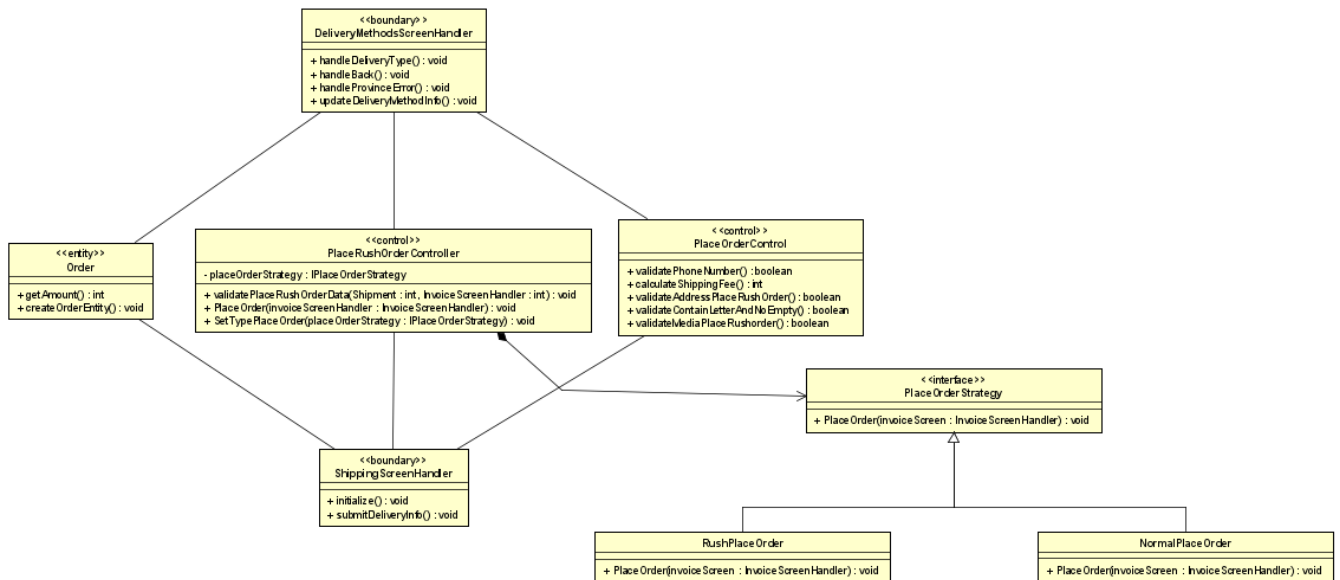 <<boundary>>
DeliveryMethodsScreenHandler
+ handleDeliveryType() : void
+ handleBack() : void
+ handleProvinceError() : void
+ updateDeliveryMethodInfo() : void
<<entity>>
Order
+ getAmount() : int
+ createOrderEntity() : void
<<control>>
PlaceRushOrderController
- placeOrderStrategy : IPlaceOrderStrategy
+ validatePlaceRushOrderData(Shipment : int, InvoiceScreenHandler : int) : void
+ PlaceOrder(invoiceScreenHandler : InvoiceScreenHandler) : void
+ SetTypePlaceOrder(placeOrderStrategy : IPlaceOrderStrategy) : void
<<control>>
PlaceOrderControl
+ validatePhoneNumber() : boolean
+ calculateShippingFee() : int
+ validateAddressPlaceRushOrder() : boolean
+ validateContainLetterAndNoEmpty() : boolean
+ validateMediaPlaceRushorder() : boolean
<<interface>>
PlaceOrderStrategy
+ PlaceOrder(invoiceScreen : InvoiceScreenHandler) : void
<<boundary>>
ShippingScreenHandler
+ initialize() : void
+ submitDeliveryInfo() : void
RushPlaceOrder
+ PlaceOrder(invoiceScreen : InvoiceScreenHandler) : void
NormalPlaceOrder
+ PlaceOrder(invoiceScreen : InvoiceScreenHandler) : void